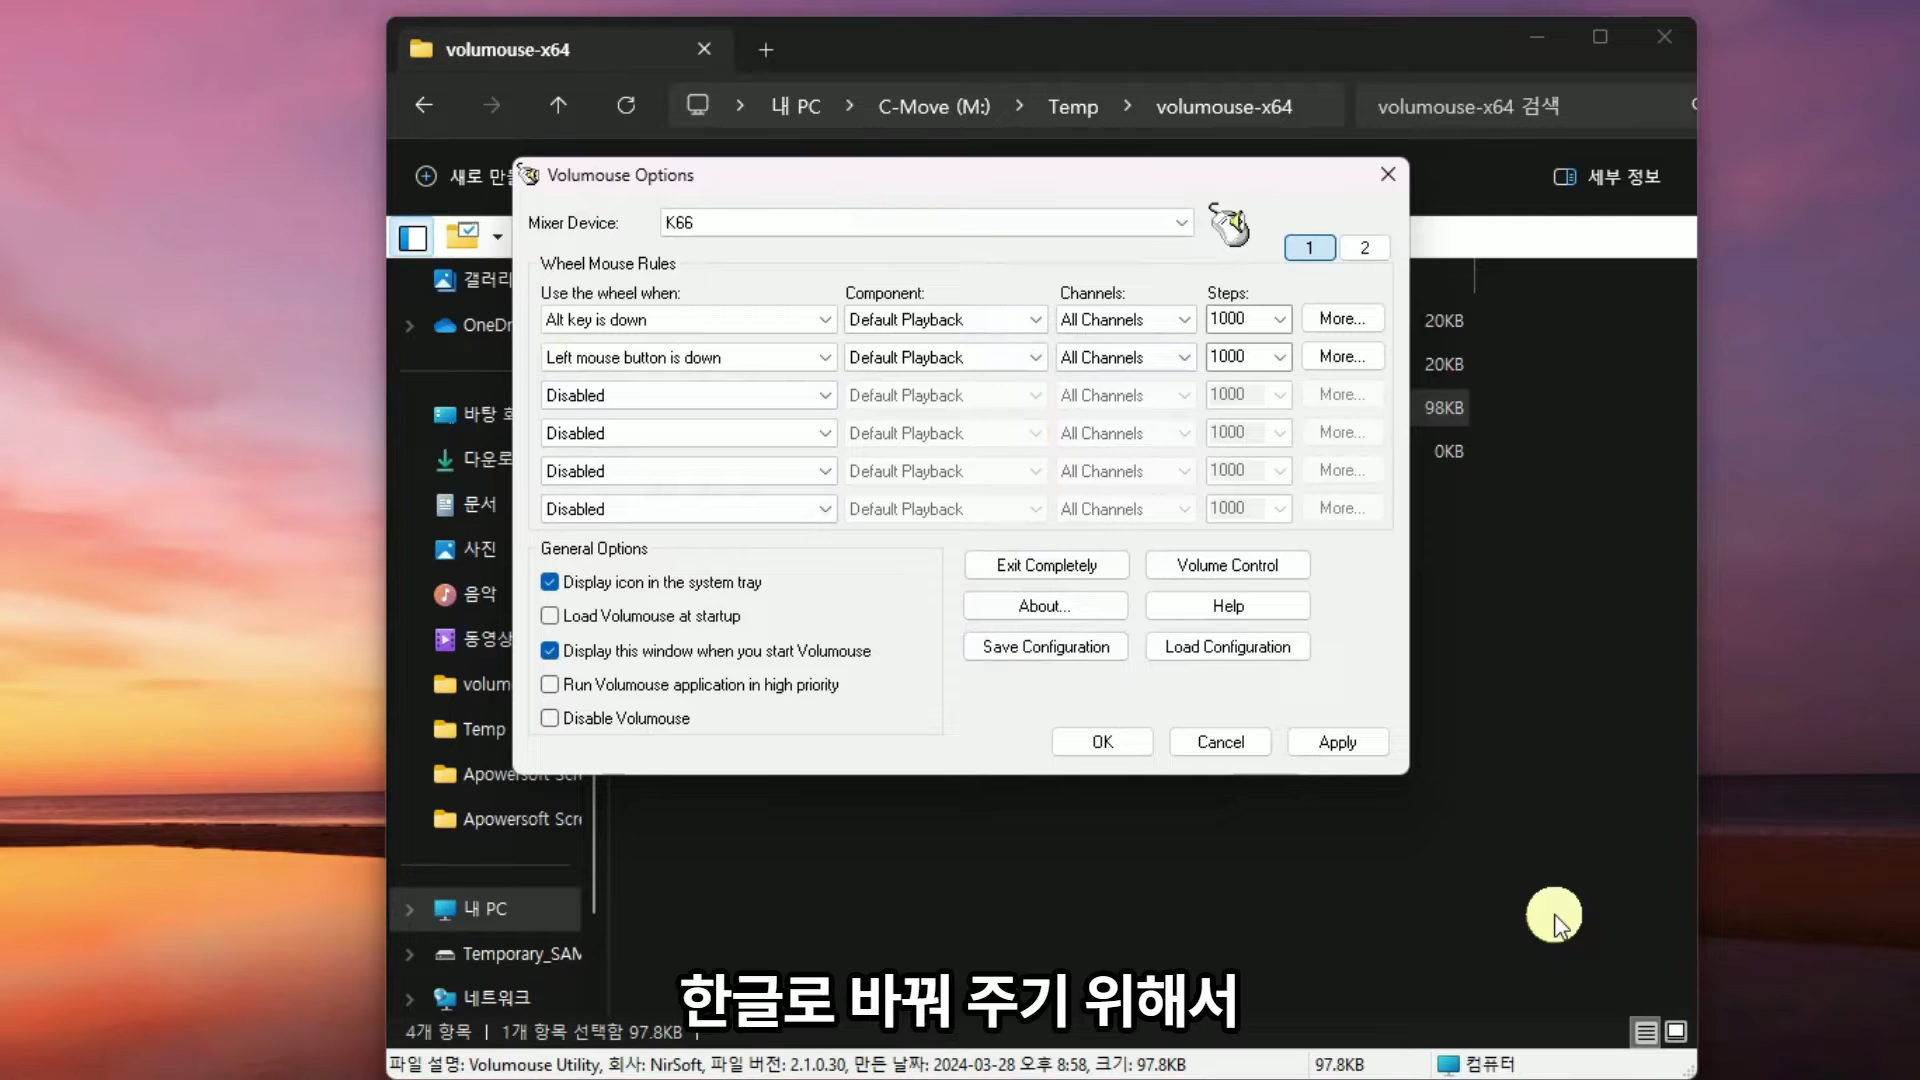 volumouse-x64
내 PC > C-Move (M:) > Temp > volumouse-x64
volumouse-x64 검색
새로 만
세부 정보
Volumouse Options
Mixer Device: K66
1 2
Wheel Mouse Rules
Use the wheel when: Component: Channels: Steps:
Alt key is down Default Playback All Channels 1000 More...
Left mouse button is down Default Playback All Channels 1000 More...
Disabled Default Playback All Channels 1000 More...
Disabled Default Playback All Channels 1000 More...
Disabled Default Playback All Channels 1000 More...
Disabled Default Playback All Channels 1000 More...
General Options
Display icon in the system tray
Load Volumouse at startup
Display this window when you start Volumouse
Run Volumouse application in high priority
Disable Volumouse
Exit Completely Volume Control
About... Help
Save Configuration Load Configuration
OK Cancel Apply
갤러리
OneDr
바탕 화
다운로
문서
사진
음악
동영상
volum
Temp
Apowersoft Scr
Apowersoft Scr
내 PC
Temporary_SAM
네트워크
20KB
20KB
98KB
0KB
4개 항목 | 1개 항목 선택함 97.8KB |
한글로 바꿔 주기 위해서
파일 설명: Volumouse Utility, 회사: NirSoft, 파일 버전: 2.1.0.30, 만든 날짜: 2024-03-28 오후 8:58, 크기: 97.8KB
97.8KB
컴퓨터